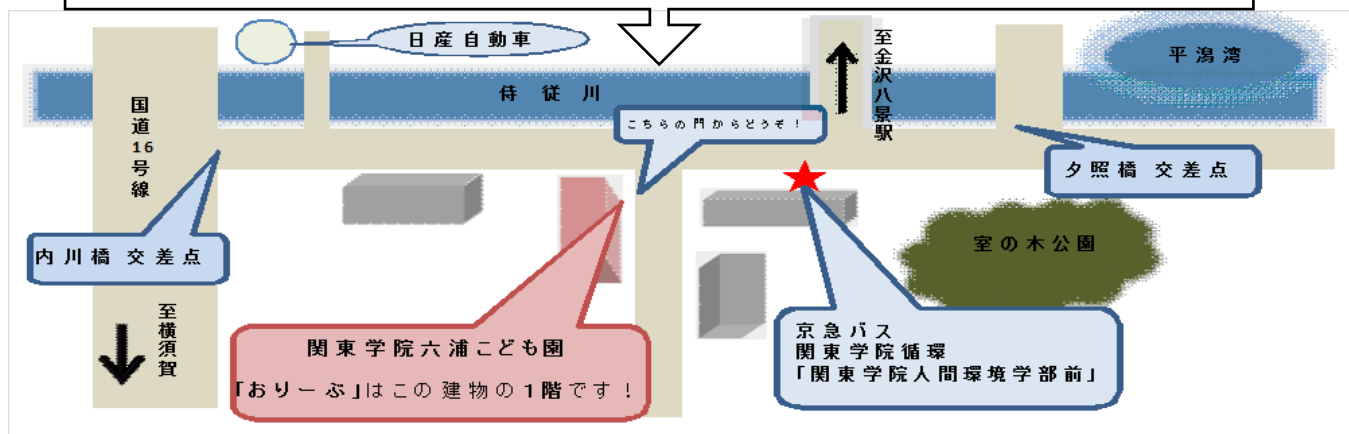 日産自動車
至金沢八景駅
平潟湾
侍従川
国道16号線
こちらの門からどうぞ！
夕照橋 交差点
内川橋 交差点
室の木公園
至横須賀
関東学院六浦こども園
「おりーぶ」はこの建物の1階です！
京急バス
関東学院循環
「関東学院人間環境学部前」